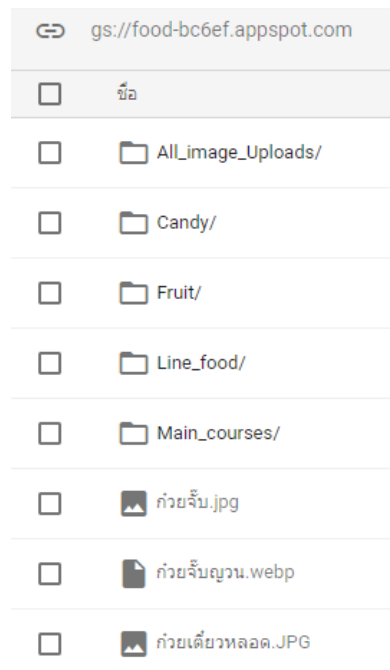 gs://food-bc6ef.appspot.com
ชื่อ
All_image_Uploads/
Candy/
Fruit/
Line_food/
Main_courses/
ก๋วยจั๊บ.jpg
ก๋วยจั๊บญวน.webp
ก๋วยเตี๋ยวหลอด.JPG